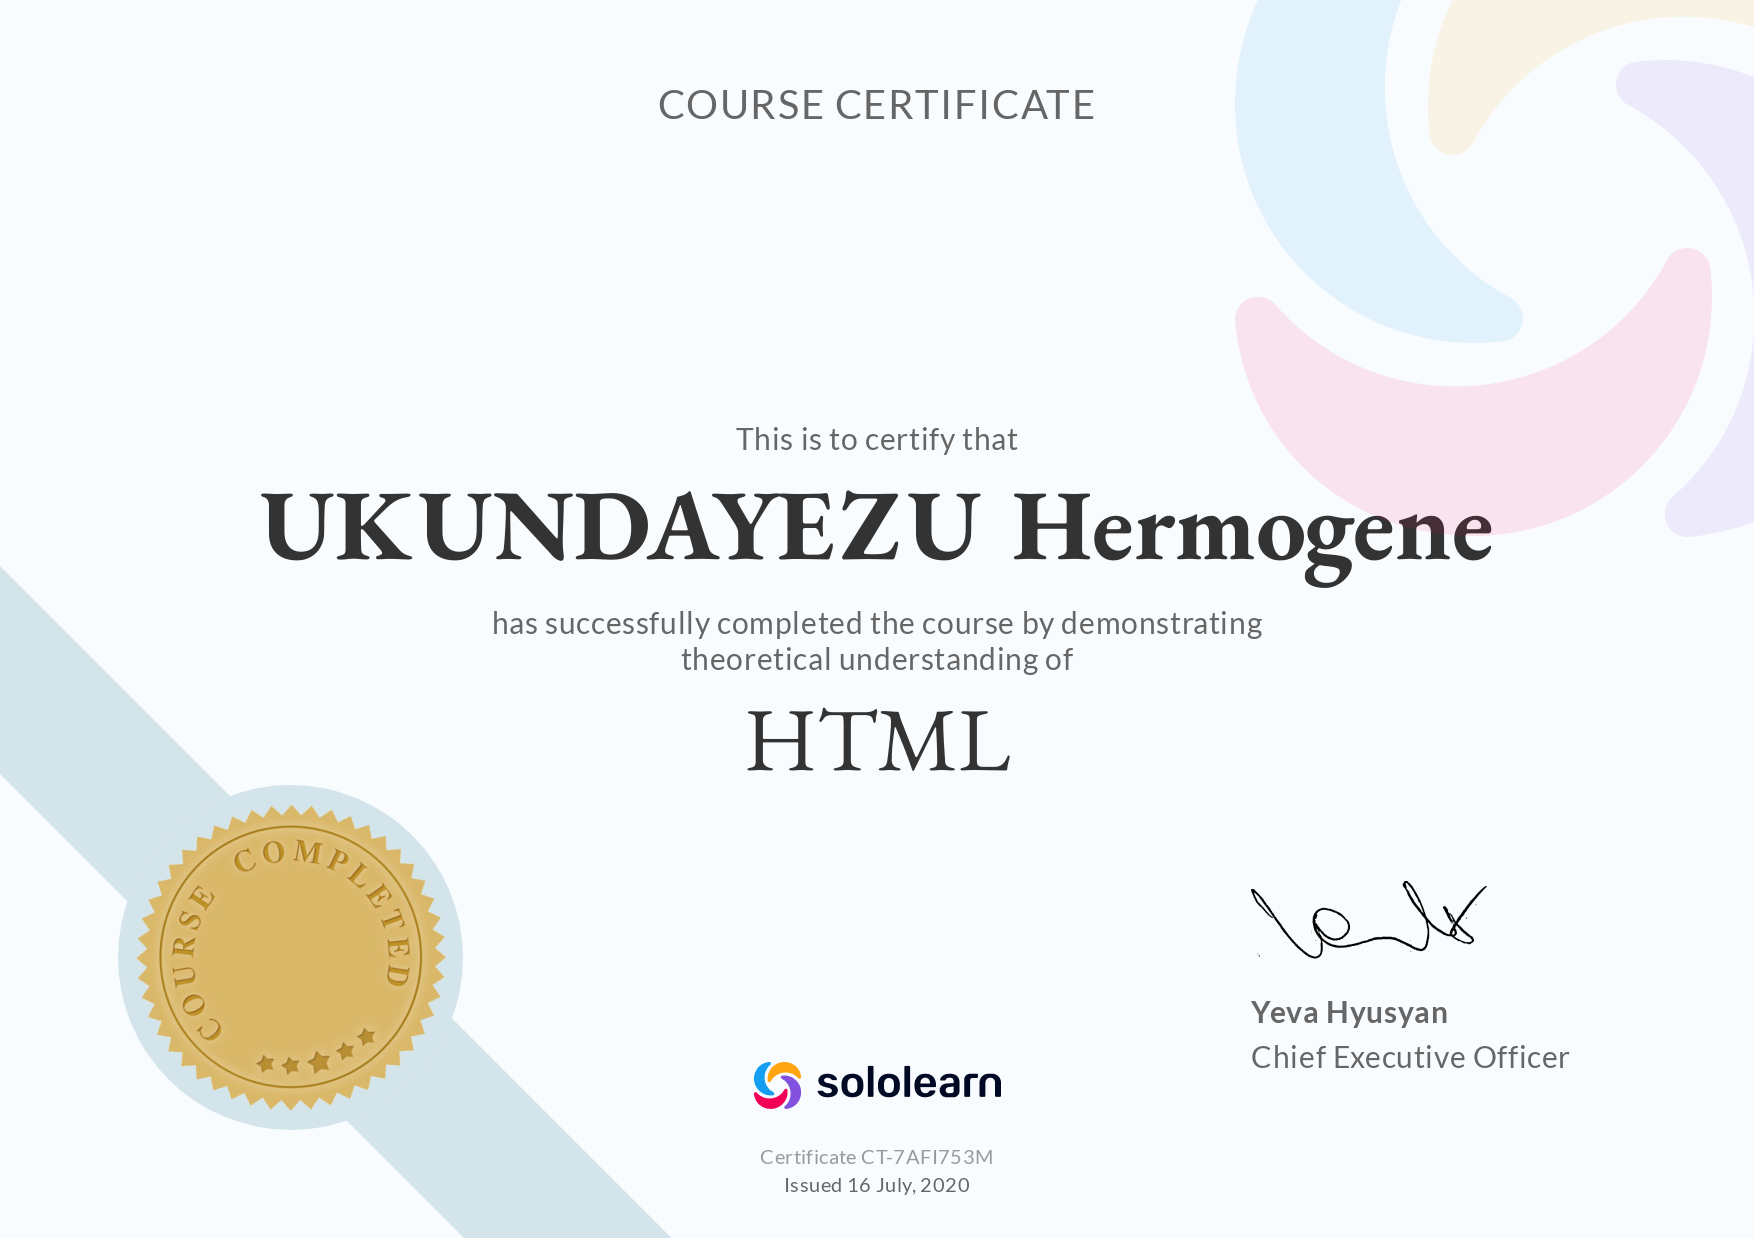 COURSE CERTIFICATE
This is to certify that
UKUNDAYEZU Hermogene
has successfully completed the course by demonstrating
theoretical understanding of
HTML
COURSE COMPLETED
Yeva Hyusyan
Chief Executive Officer
sololearn
Certificate CT-7AFI753M
Issued 16 July, 2020